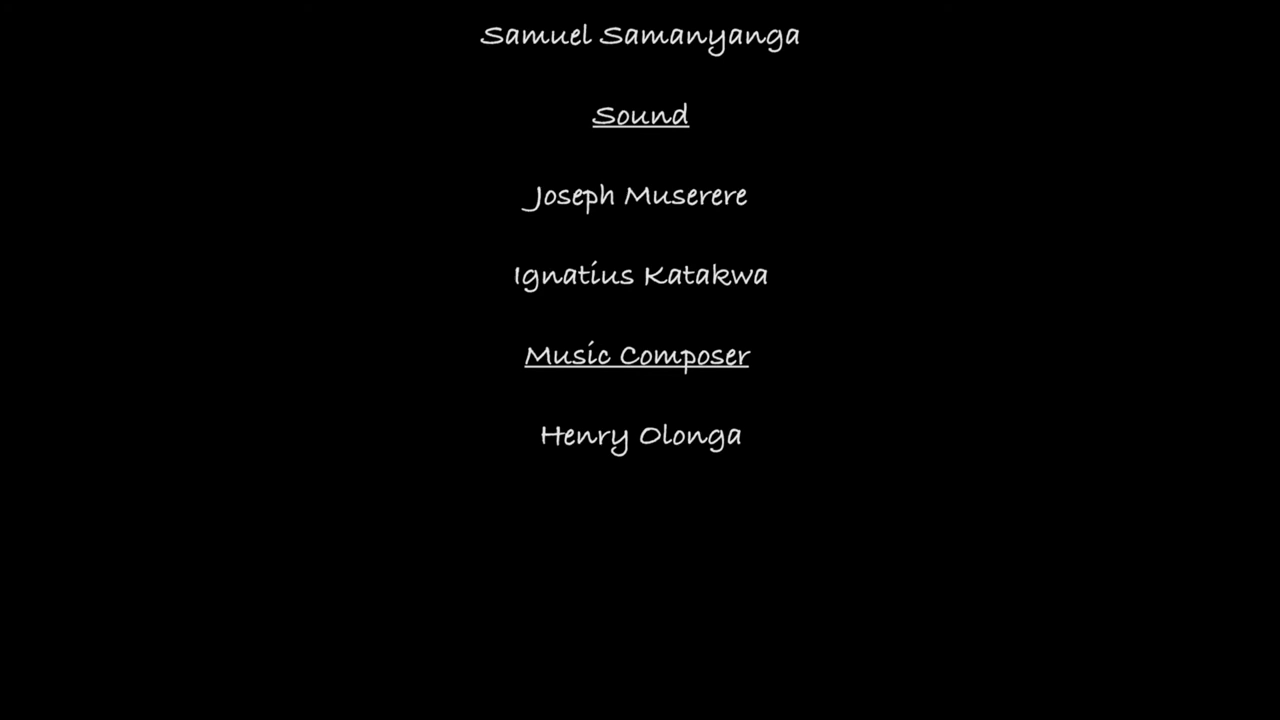 Samuel Samanyanga
Sound
Joseph Muserere
Ignatius Katakwa
Music Composer
Henry Olonga